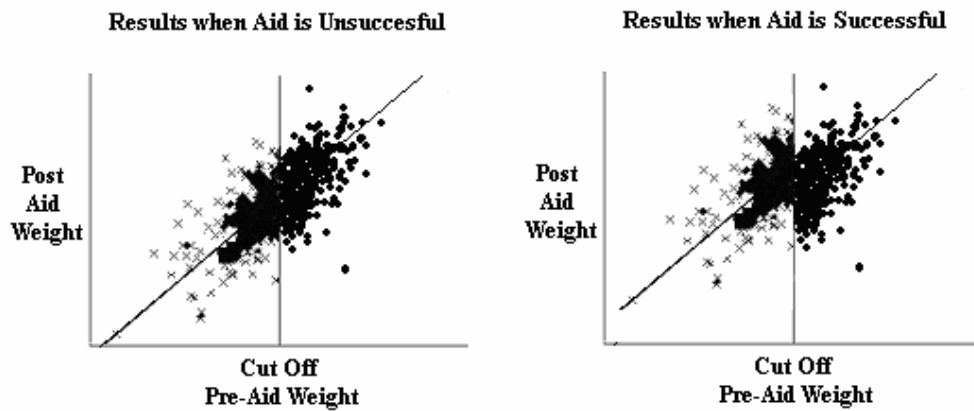 Results when Aid is Unsuccesful
Post
Aid
Weight
Cut Off
Pre-Aid Weight
Results when Aid is Successful
Post
Aid
Weight
Cut Off
Pre-Aid Weight